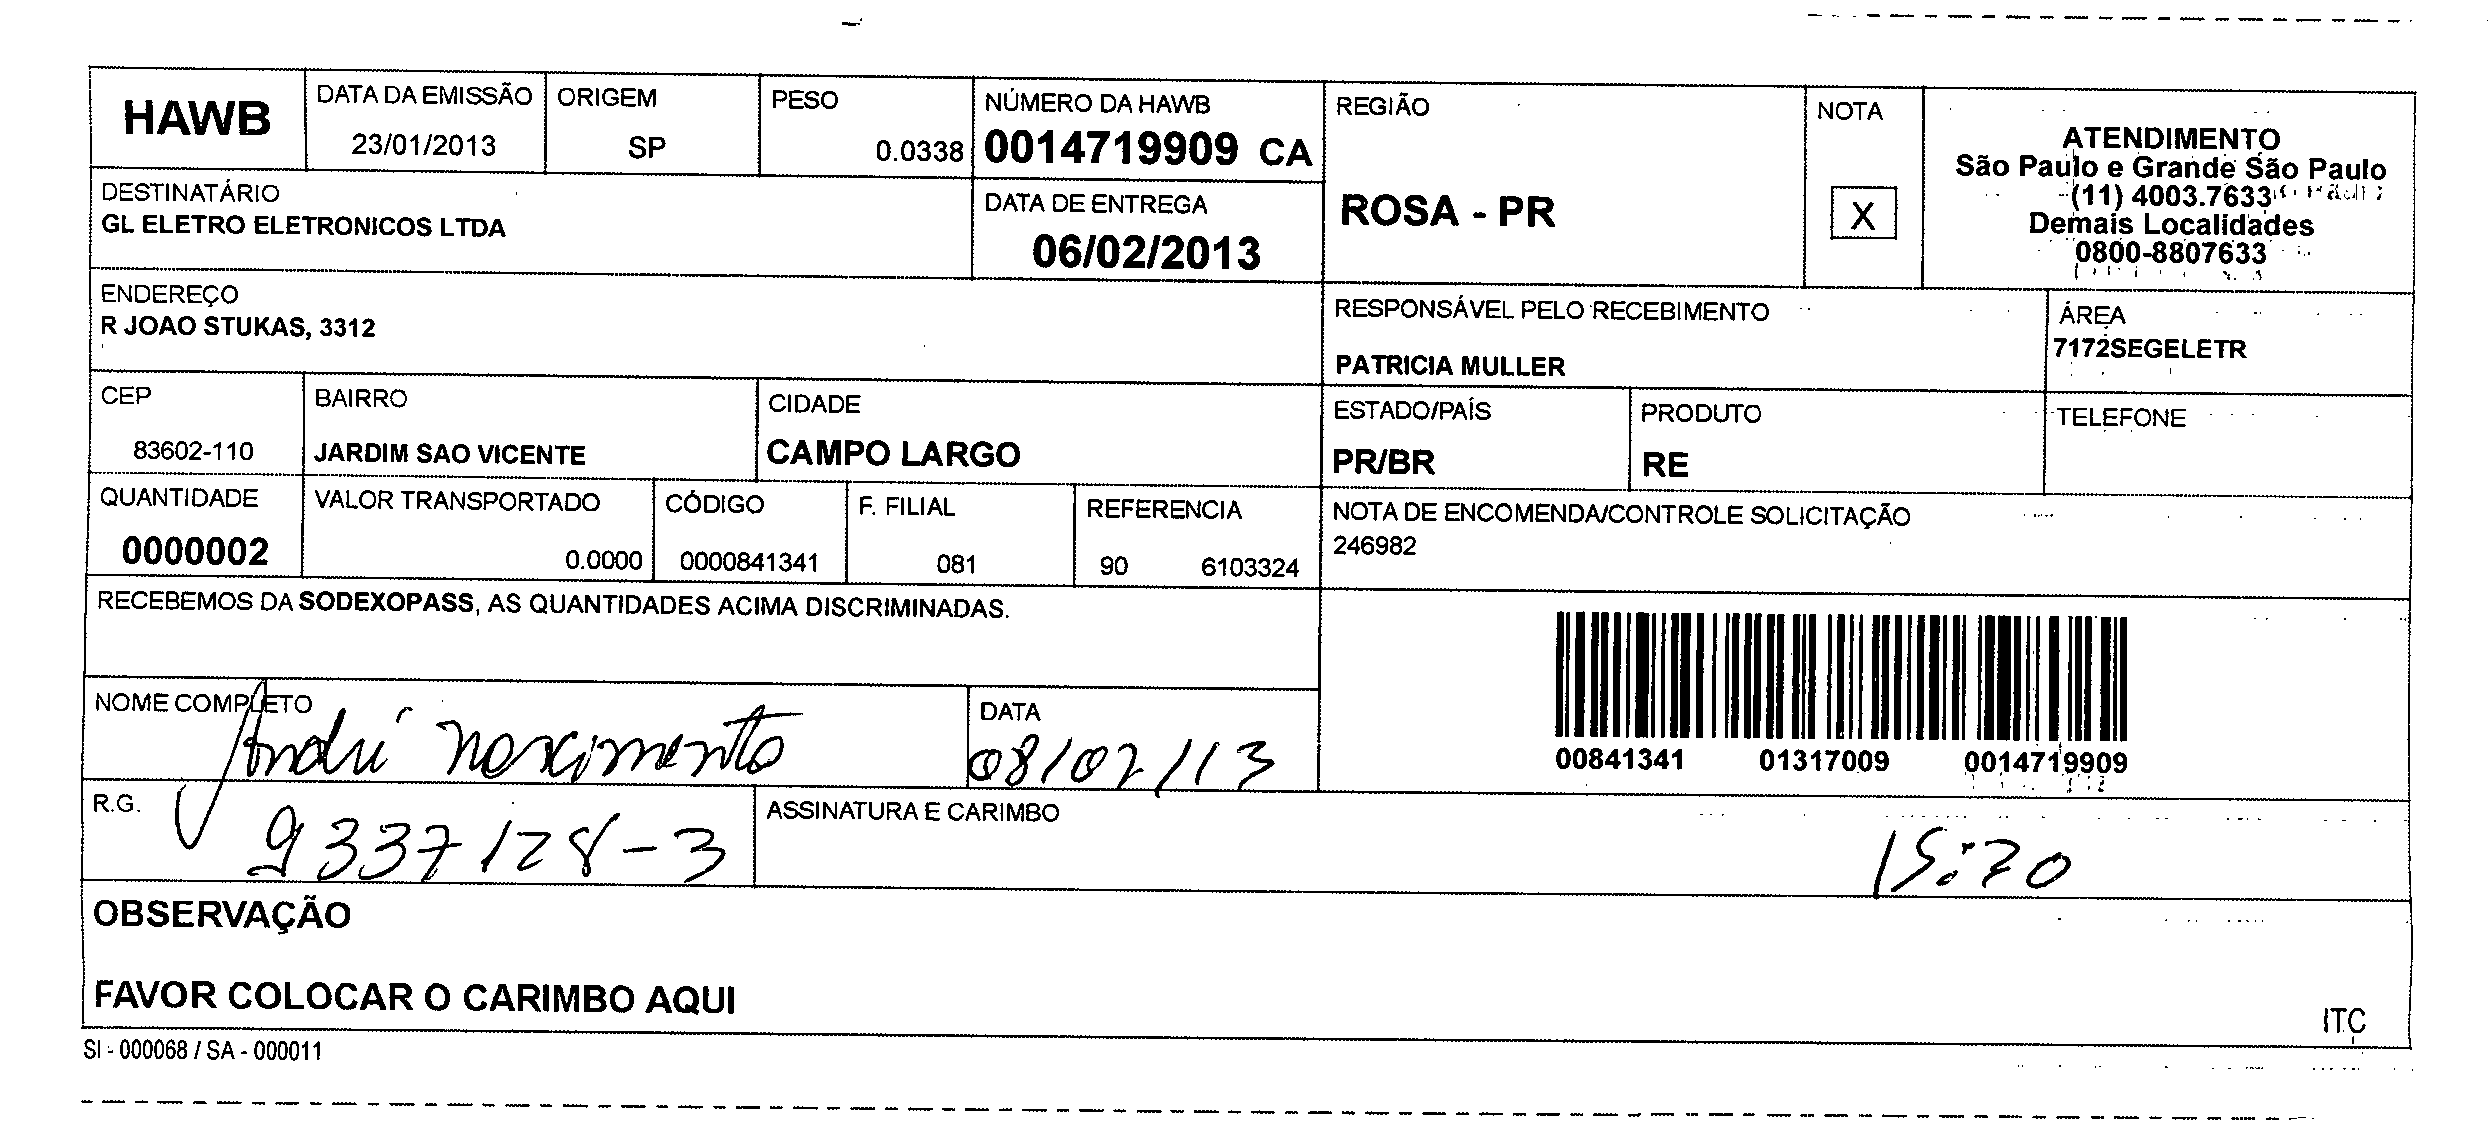 HAWB
DATA DA EMISSÃO
23/01/2013
ORIGEM
SP
PESO
0.0338
NÚMERO DA HAWB
0014719909 CA
REGIÃO
ROSA - PR
NOTA
X
ATENDIMENTO
São Paulo e Grande São Paulo
(11) 4003.7633
Demais Localidades
0800-8807633
DESTINATÁRIO
GL ELETRO ELETRONICOS LTDA
DATA DE ENTREGA
06/02/2013
ENDEREÇO
R JOAO STUKAS, 3312
RESPONSÁVEL PELO RECEBIMENTO
PATRICIA MULLER
ÁREA
7172SEGELETR
CEP
83602-110
BAIRRO
JARDIM SAO VICENTE
CIDADE
CAMPO LARGO
ESTADO/PAÍS
PR/BR
PRODUTO
RE
TELEFONE
QUANTIDADE
0000002
VALOR TRANSPORTADO
0.0000
CÓDIGO
0000841341
F. FILIAL
081
REFERENCIA
90 6103324
NOTA DE ENCOMENDA/CONTROLE SOLICITAÇÃO
246982
RECEBEMOS DA SODEXOPASS, AS QUANTIDADES ACIMA DISCRIMINADAS.
00841341 01317009 0014719909
NOME COMPLETO
André Nascimento
DATA
08/02/13
R.G.
9337128-3
ASSINATURA E CARIMBO
15:20
OBSERVAÇÃO
FAVOR COLOCAR O CARIMBO AQUI
ITC
SI - 000068 / SA - 000011